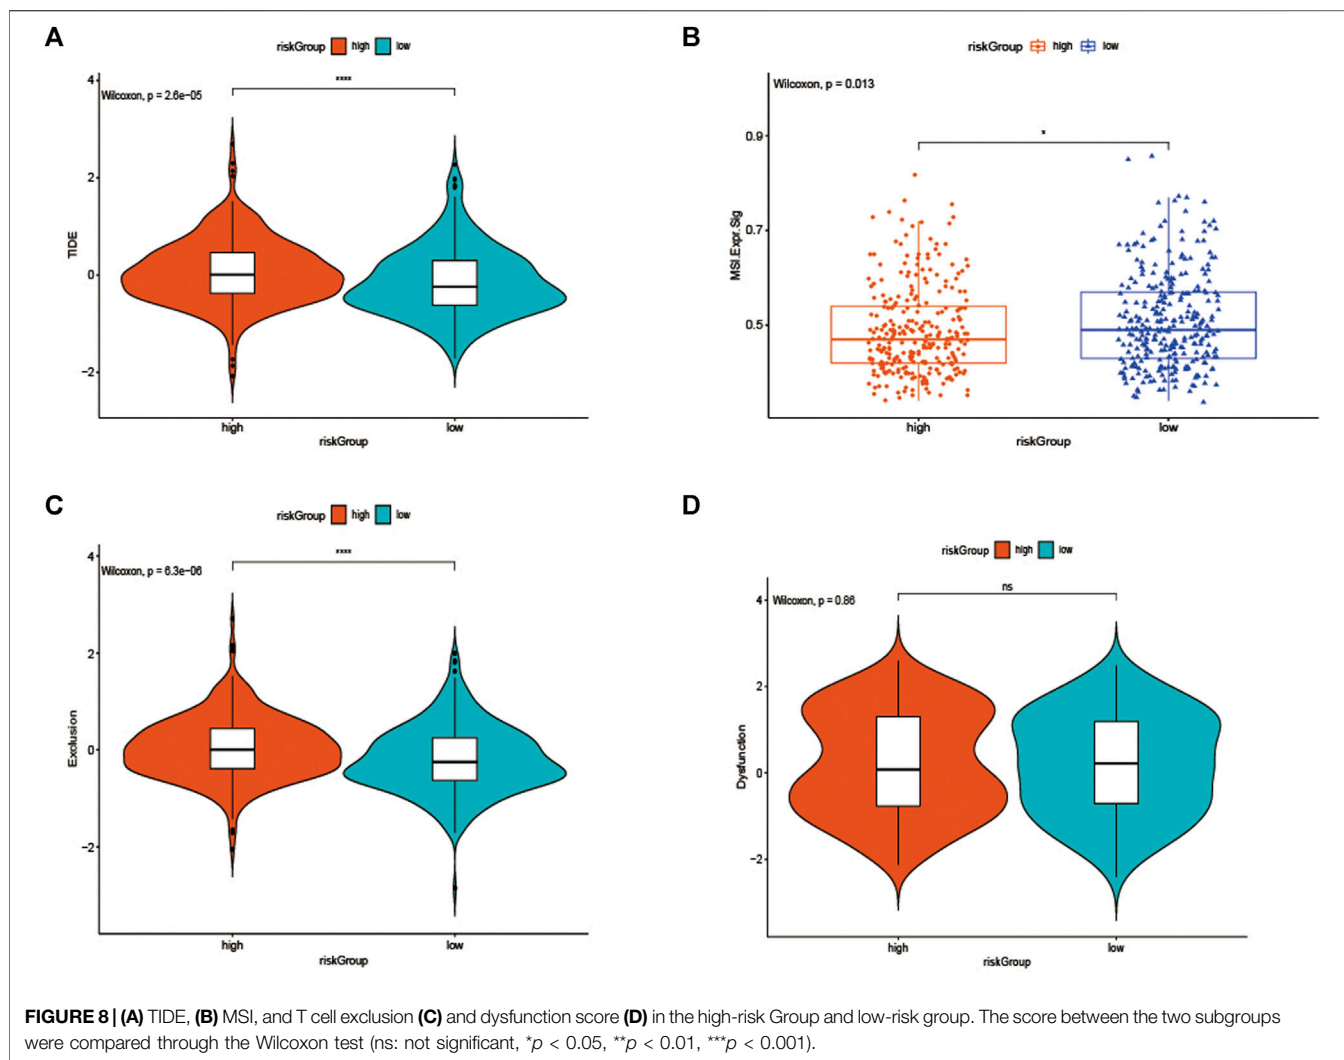 A
riskGroup high low
Wilcoxon, p = 2.6e-05
****
4
2
0
-2
TIDE
high low
riskGroup
B
riskGroup high low
Wilcoxon, p = 0.013
*
0.9
0.7
0.5
MSI.Expr.Sig
high low
riskGroup
C
riskGroup high low
Wilcoxon, p = 6.3e-06
****
4
2
0
-2
Exclusion
high low
riskGroup
D
riskGroup high low
Wilcoxon, p = 0.86
ns
4
2
0
-2
Dysfunction
high low
riskGroup
FIGURE 8 | (A) TIDE, (B) MSI, and T cell exclusion (C) and dysfunction score (D) in the high-risk Group and low-risk group. The score between the two subgroups
were compared through the Wilcoxon test (ns: not significant, *p < 0.05, **p < 0.01, ***p < 0.001).